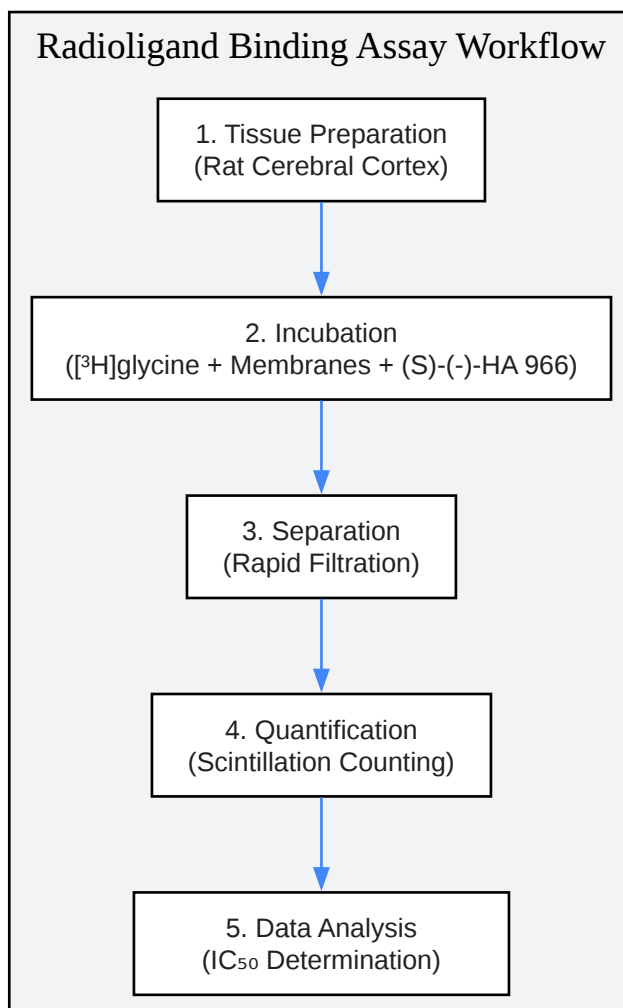 Radioligand Binding Assay Workflow
1. Tissue Preparation
(Rat Cerebral Cortex)
2. Incubation
([³H]glycine + Membranes + (S)-(-)-HA 966)
3. Separation
(Rapid Filtration)
4. Quantification
(Scintillation Counting)
5. Data Analysis
(IC₅₀ Determination)